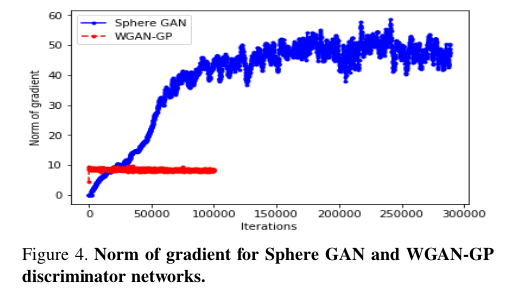 60
50
40
30
20
10
0
Norm of gradient
Sphere GAN
WGAN-GP
0 50000 100000 150000 200000 250000 300000
Iterations
Figure 4. Norm of gradient for Sphere GAN and WGAN-GP
discriminator networks.